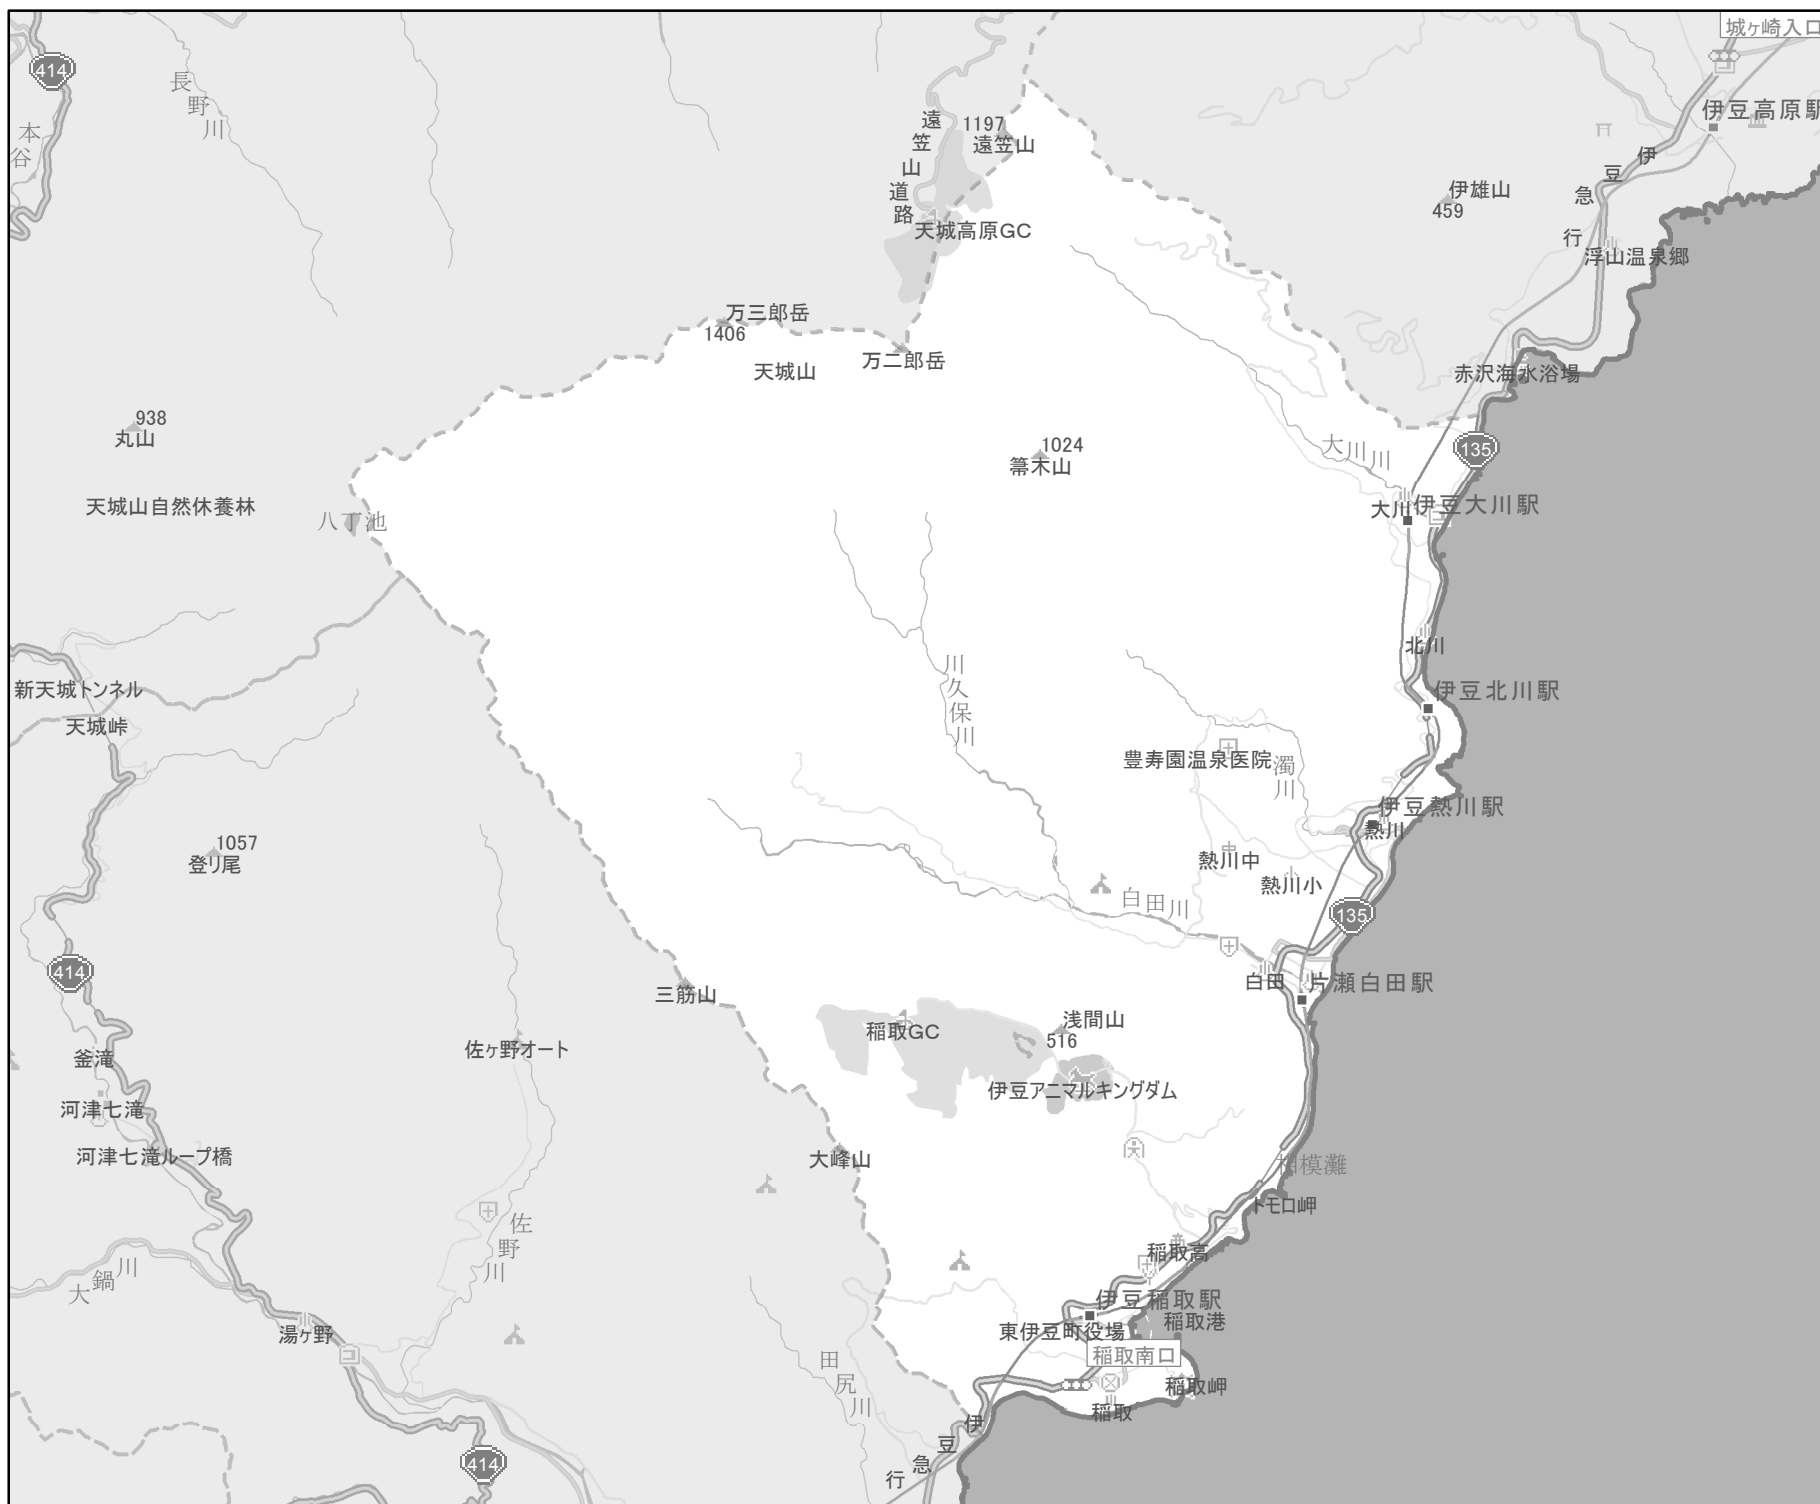 城ヶ崎入口
414
長野川
本谷
遠笠山道路
1197
遠笠山
伊豆高原駅
伊豆急行
伊雄山
459
天城高原GC
浮山温泉郷
万三郎岳
1406
万二郎岳
天城山
赤沢海水浴場
938
丸山
1024
箒木山
大川川
135
天城山自然休養林
八丁池
大川
伊豆大川駅
北川
川久保川
新天城トンネル
天城峠
伊豆北川駅
豊寿園温泉医院
濁川
伊豆熱川駅
熱川
1057
登り尾
熱川中
熱川小
白田川
135
414
三筋山
白田
片瀬白田駅
稲取GC
浅間山
516
佐ヶ野オート
釜滝
伊豆アニマルキングダム
河津七滝
河津七滝ループ橋
大峰山
相模灘
トモロ岬
佐野川
稲取高
大鍋川
伊豆稲取駅
稲取港
湯ヶ野
東伊豆町役場
稲取南口
田尻川
稲取岬
稲取
伊豆急行
414